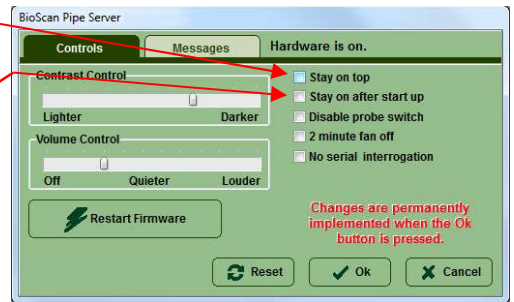 BioScan Pipe Server
Controls
Messages
Hardware is on.
Contrast Control
Lighter
Darker
Volume Control
Off
Quieter
Louder
Stay on top
Stay on after start up
Disable probe switch
2 minute fan off
No serial interrogation
Restart Firmware
Changes are permanently
implemented when the Ok
button is pressed.
Reset
Ok
Cancel